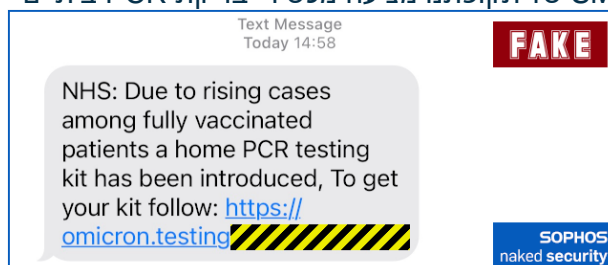 Text Message
Today 14:58
FAKE
NHS: Due to rising cases
among fully vaccinated
patients a home PCR testing
kit has been introduced, To get
your kit follow: https://
omicron.testing
SOPHOS
naked security